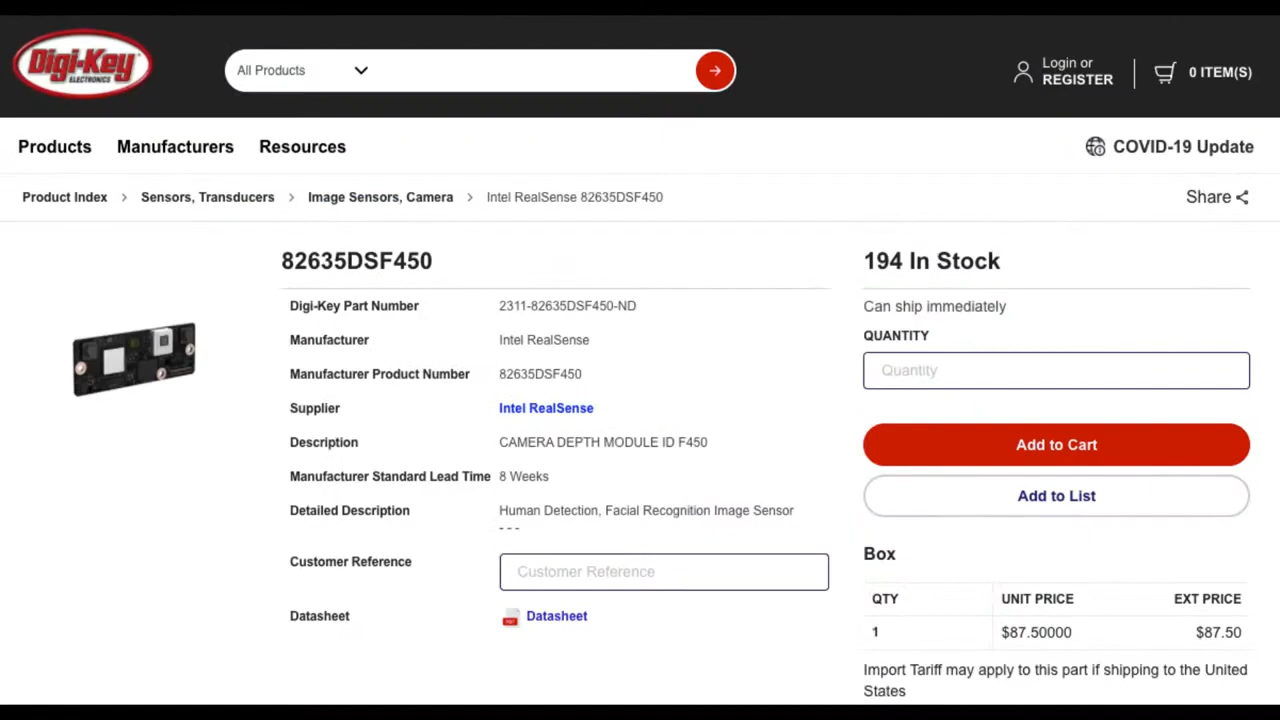 Digi-Key
ELECTRONICS
All Products
Login or
REGISTER
0 ITEM(S)
Products
Manufacturers
Resources
COVID-19 Update
Product Index
Sensors, Transducers
Image Sensors, Camera
Intel RealSense 82635DSF450
Share
82635DSF450
Digi-Key Part Number 2311-82635DSF450-ND
Manufacturer Intel RealSense
Manufacturer Product Number 82635DSF450
Supplier Intel RealSense
Description CAMERA DEPTH MODULE ID F450
Manufacturer Standard Lead Time 8 Weeks
Detailed Description Human Detection, Facial Recognition Image Sensor
- - -
Customer Reference Customer Reference
Datasheet Datasheet
194 In Stock
Can ship immediately
QUANTITY
Quantity
Add to Cart
Add to List
Box
QTY UNIT PRICE EXT PRICE
1 $87.50000 $87.50
Import Tariff may apply to this part if shipping to the United
States